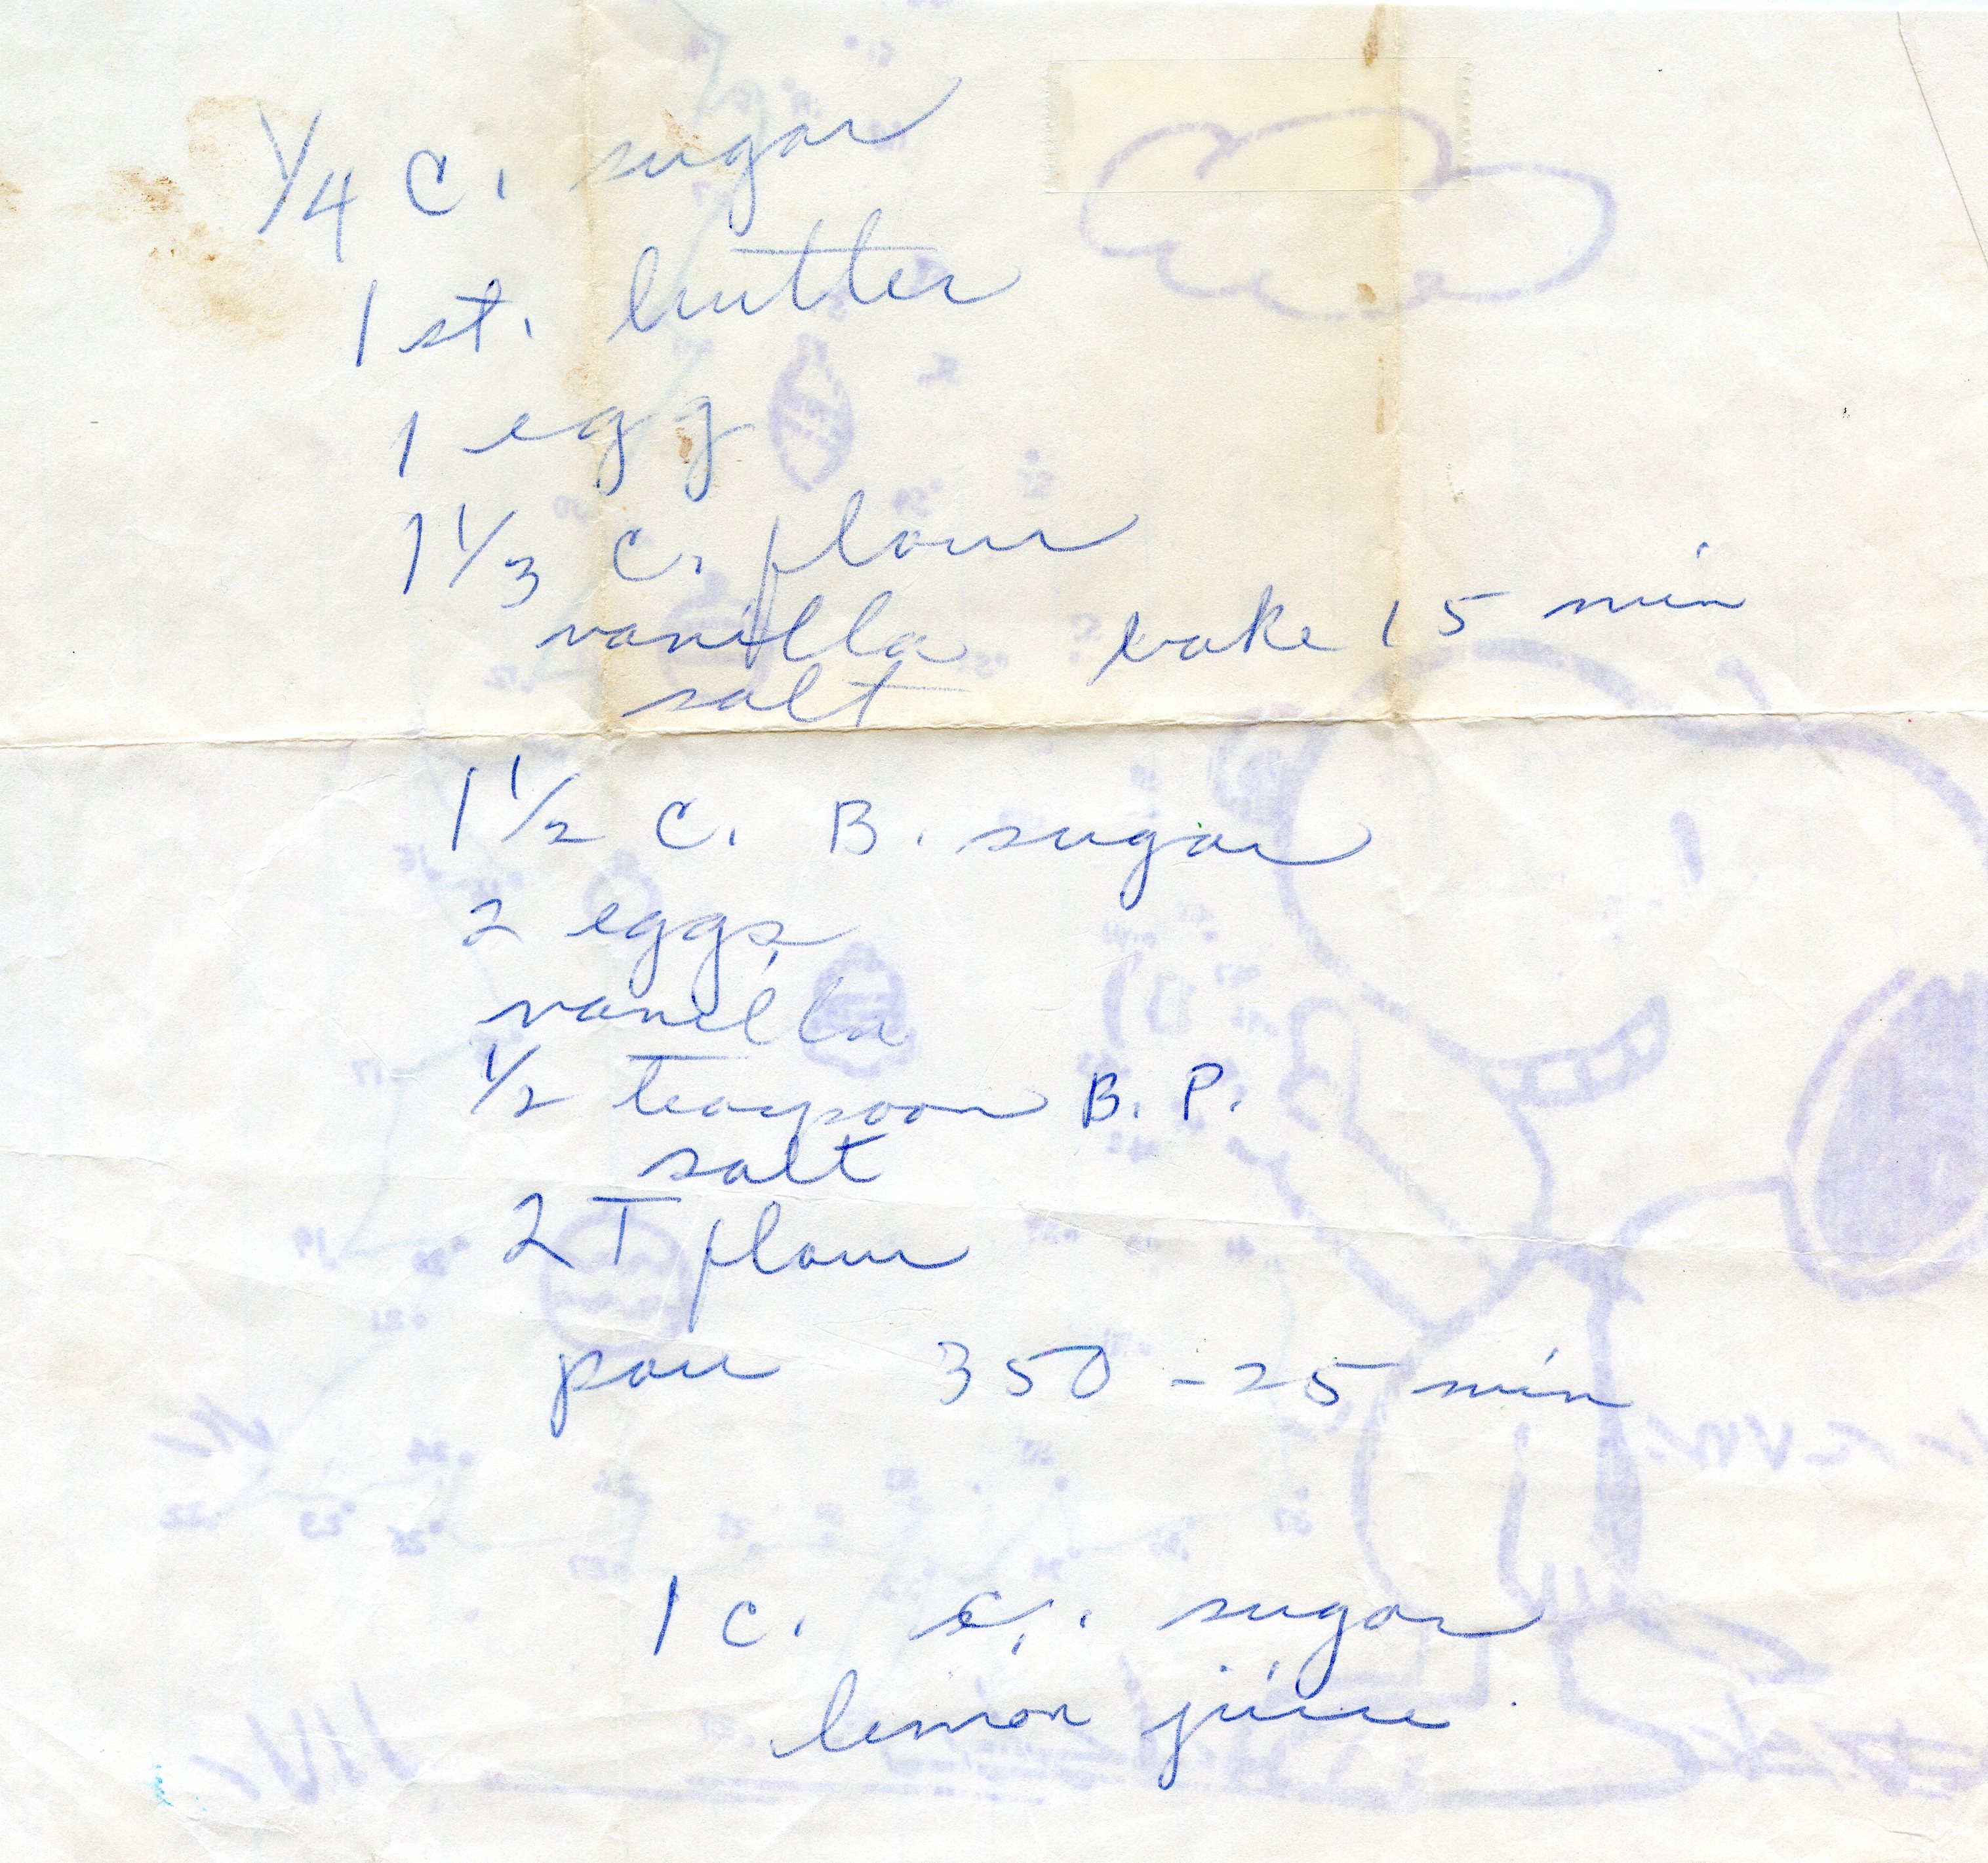 1/4 C. sugar
1 st. butter
1 egg
1 1/3 C. flour
vanilla bake 15 min
salt
1 1/2 C. B. sugar
2 eggs
vanilla
1/2 teaspoon B. P.
salt
2 T flour
pour 350 - 25 min
1 c. c. sugar
lemon juice